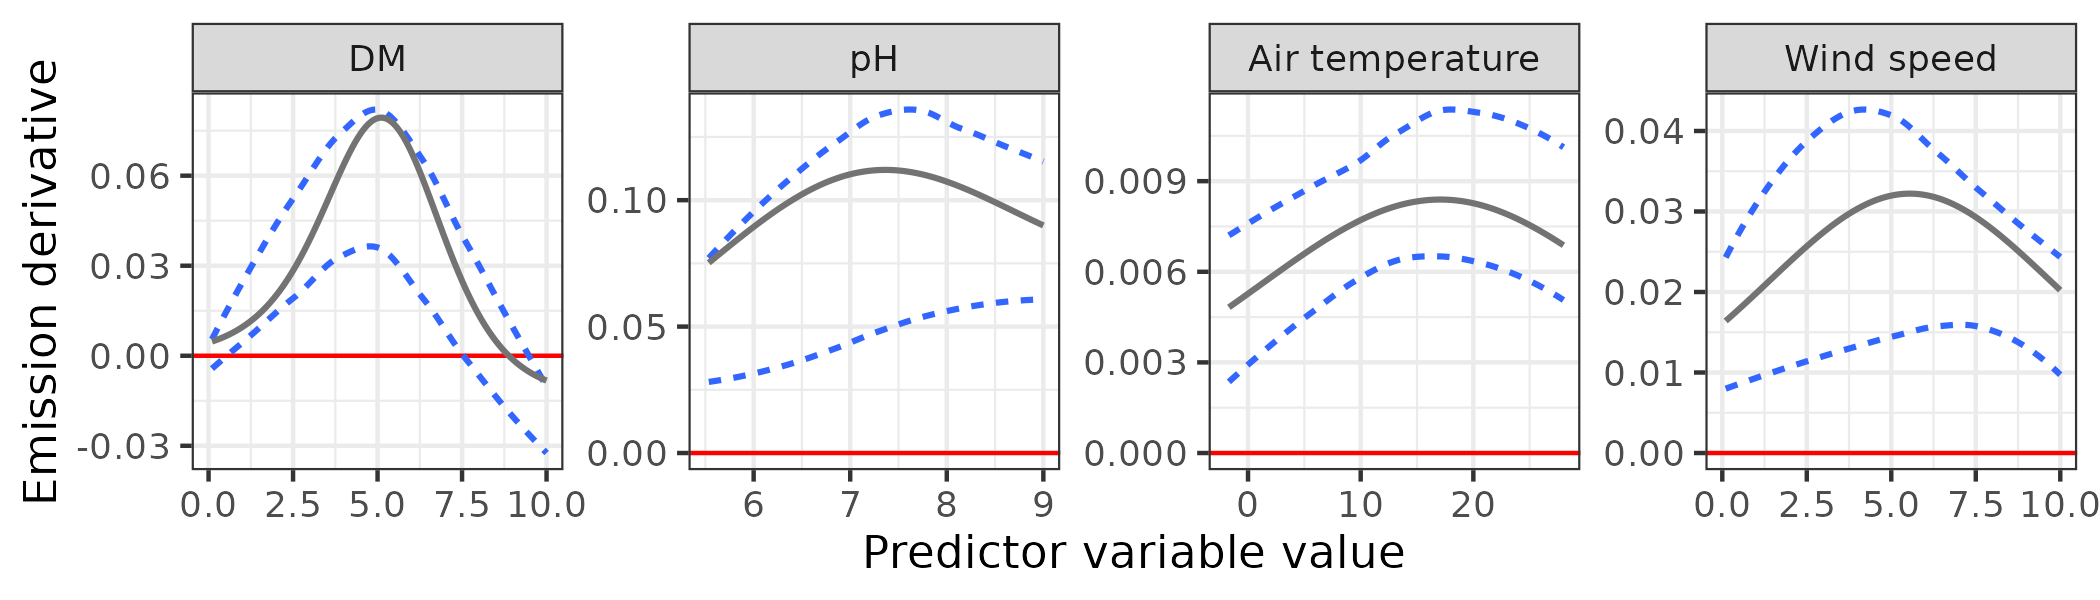 DM
pH
Air temperature
Wind speed
Emission derivative
0.06
0.03
0.00
-0.03
0.0 2.5 5.0 7.5 10.0
0.10
0.05
0.00
6 7 8 9
0.009
0.006
0.003
0.000
0 10 20
0.04
0.03
0.02
0.01
0.00
0.0 2.5 5.0 7.5 10.0
Predictor variable value